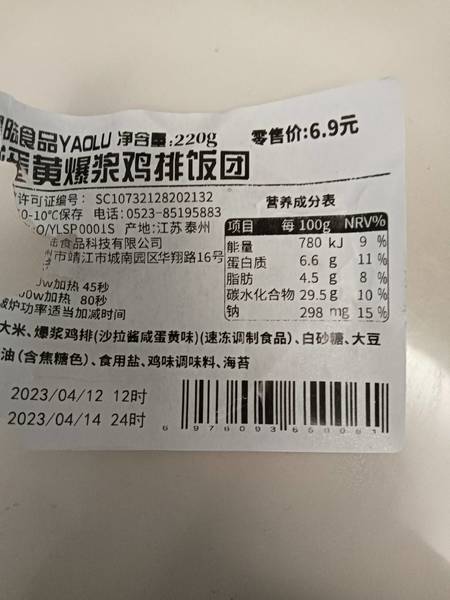 陆食品YAOLU 净含量:220g 零售价:6.9元
蛋黄爆浆鸡排饭团
许可证编号: SC10732128202132
0-10℃保存 电话:0523-85195883
O/YLSP0001S 产地:江苏 泰州
食品科技有限公司
州市靖江市城南园区华翔路16号
w加热 45秒
00w加热 80秒
波炉功率适当加减时间
营养成分表
项目 每100g NRV%
能量 780 kJ 9 %
蛋白质 6.6 g 11 %
脂肪 4.5 g 8 %
碳水化合物 29.5 g 10 %
钠 298 mg 15 %
大米、爆浆鸡排(沙拉酱咸蛋黄味)(速冻调制食品)、白砂糖、大豆
油(含焦糖色)、食用盐、鸡味调味料、海苔
2023/04/12 12时
2023/04/14 24时